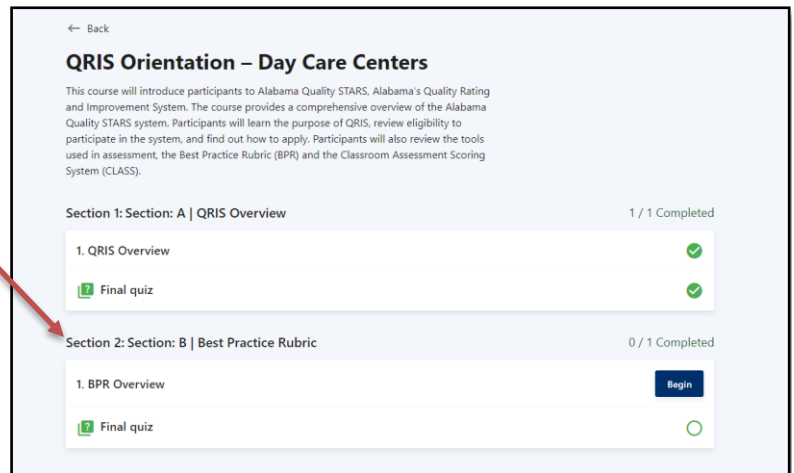 ← Back
QRIS Orientation – Day Care Centers
This course will introduce participants to Alabama Quality STARS, Alabama's Quality Rating
and Improvement System. The course provides a comprehensive overview of the Alabama
Quality STARS system. Participants will learn the purpose of QRIS, review eligibility to
participate in the system, and find out how to apply. Participants will also review the tools
used in assessment, the Best Practice Rubric (BPR) and the Classroom Assessment Scoring
System (CLASS).
Section 1: Section: A | QRIS Overview 1 / 1 Completed
1. QRIS Overview
? Final quiz
Section 2: Section: B | Best Practice Rubric 0 / 1 Completed
1. BPR Overview Begin
? Final quiz